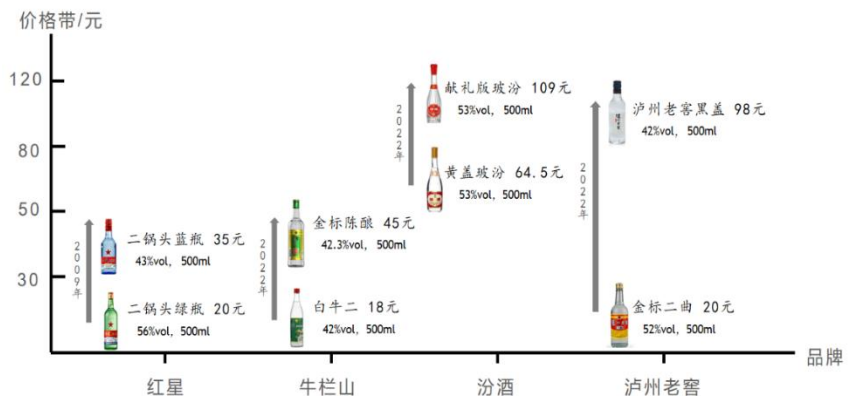 价格带/元
120
80
50
30
2009年
二锅头蓝瓶 35元
43%vol, 500ml
二锅头绿瓶 20元
56%vol, 500ml
红星
2022年
金标陈酿 45元
42.3%vol, 500ml
白牛二 18元
42%vol, 500ml
牛栏山
2022年
献礼版玻汾 109元
53%vol, 500ml
黄盖玻汾 64.5元
53%vol, 500ml
汾酒
2022年
泸州老窖黑盖 98元
42%vol, 500ml
金标二曲 20元
52%vol, 500ml
泸州老窖
品牌